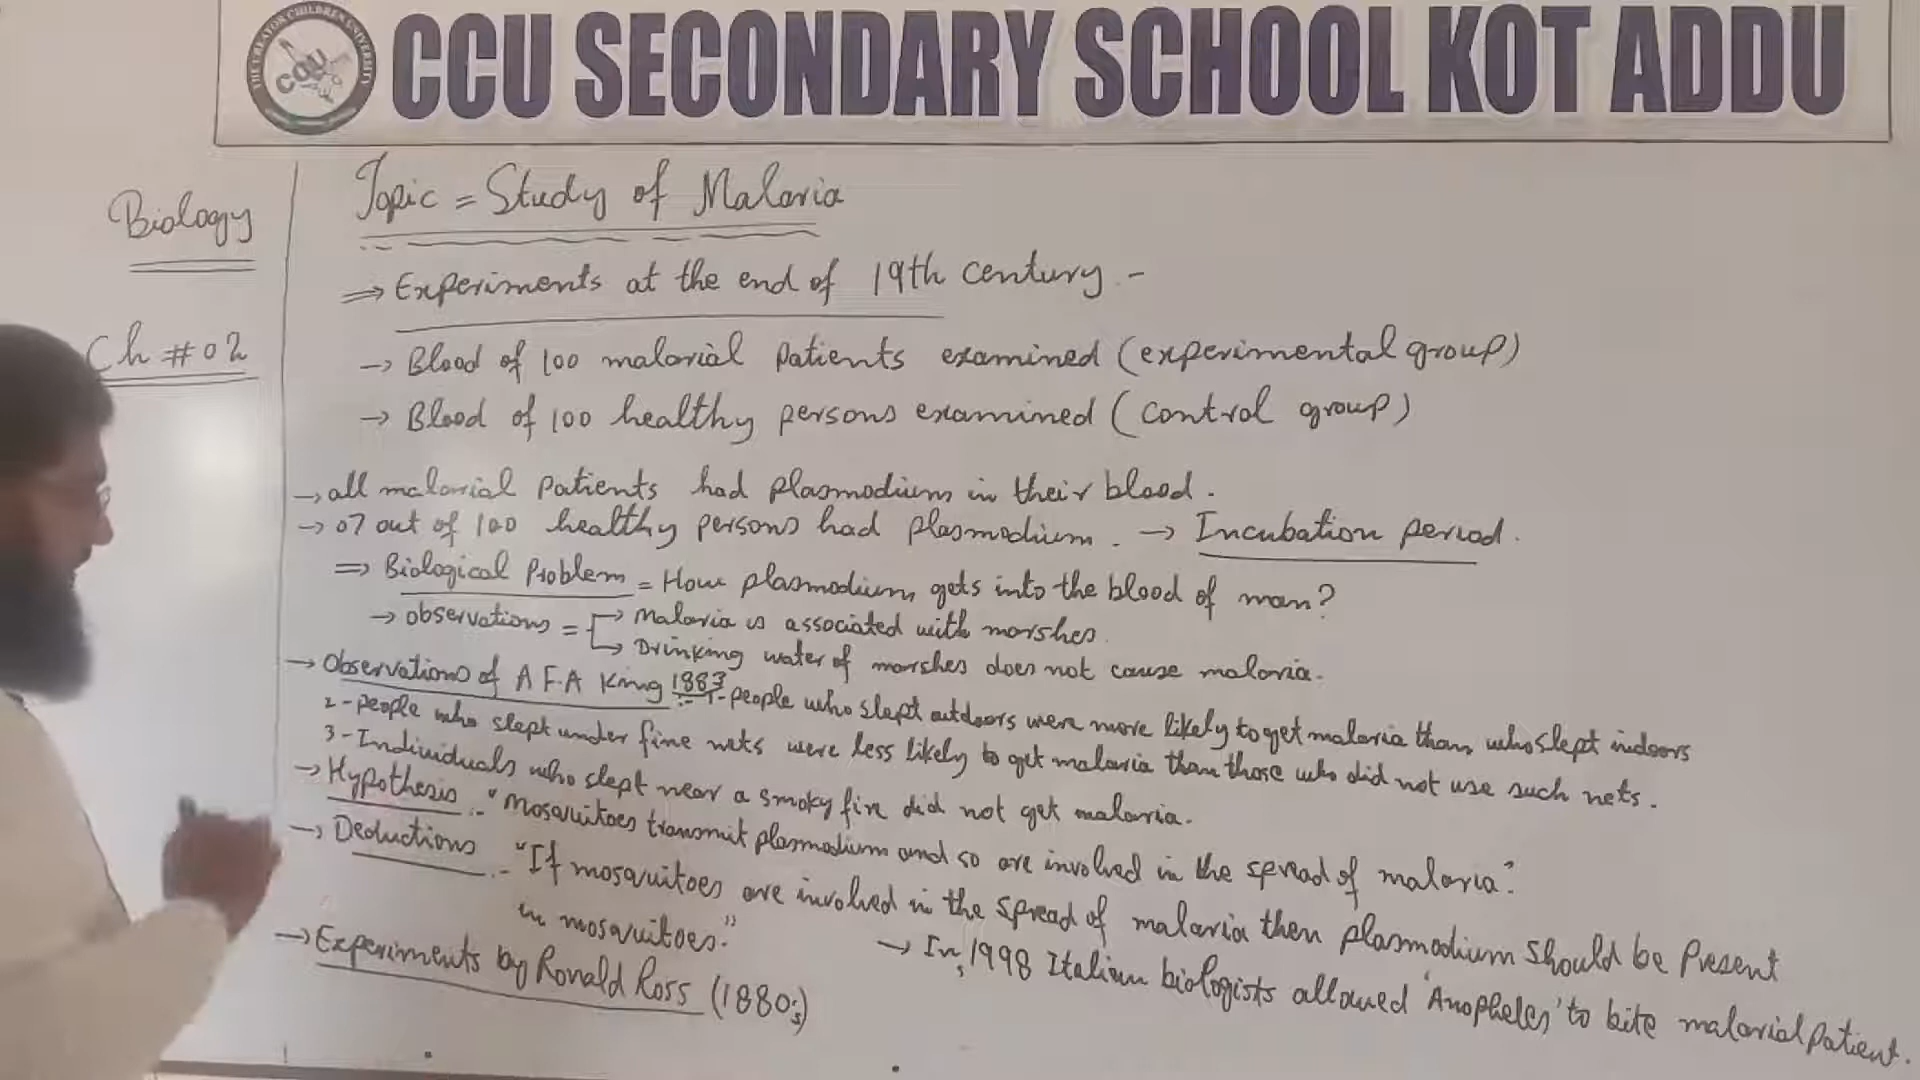 THE CREATOR CHILDREN UNIVERSITY
CCU
CCU SECONDARY SCHOOL KOT ADDU
Biology
Ch # 02
Topic = Study of Malaria
⇒ Experiments at the end of 19th century -
→ Blood of 100 malarial patients examined (experimental group)
→ Blood of 100 healthy persons examined (control group)
→ all malarial patients had plasmodium in their blood.
→ 07 out of 100 healthy persons had plasmodium. → Incubation period.
⇒ Biological Problem = How plasmodium gets into the blood of man?
→ observations = → Malaria is associated with marshes.
→ Drinking water of marshes does not cause malaria.
→ Observations of A F.A King 1883 :- 1- people who slept outdoors were more likely to get malaria than who slept indoors
2 - people who slept under fine nets were less likely to get malaria than those who did not use such nets.
3 - Individuals who slept near a smoky fire did not get malaria.
→ Hypothesis :- "Mosquitoes transmit plasmodium and so are involved in the spread of malaria."
→ Deductions :- "If mosquitoes are involved in the spread of malaria then plasmodium should be Present
in mosquitoes."
→ Experiments by Ronald Ross (1880s)
→ In, 1998 Italian biologists allowed 'Anopheles' to bite malarial patient.